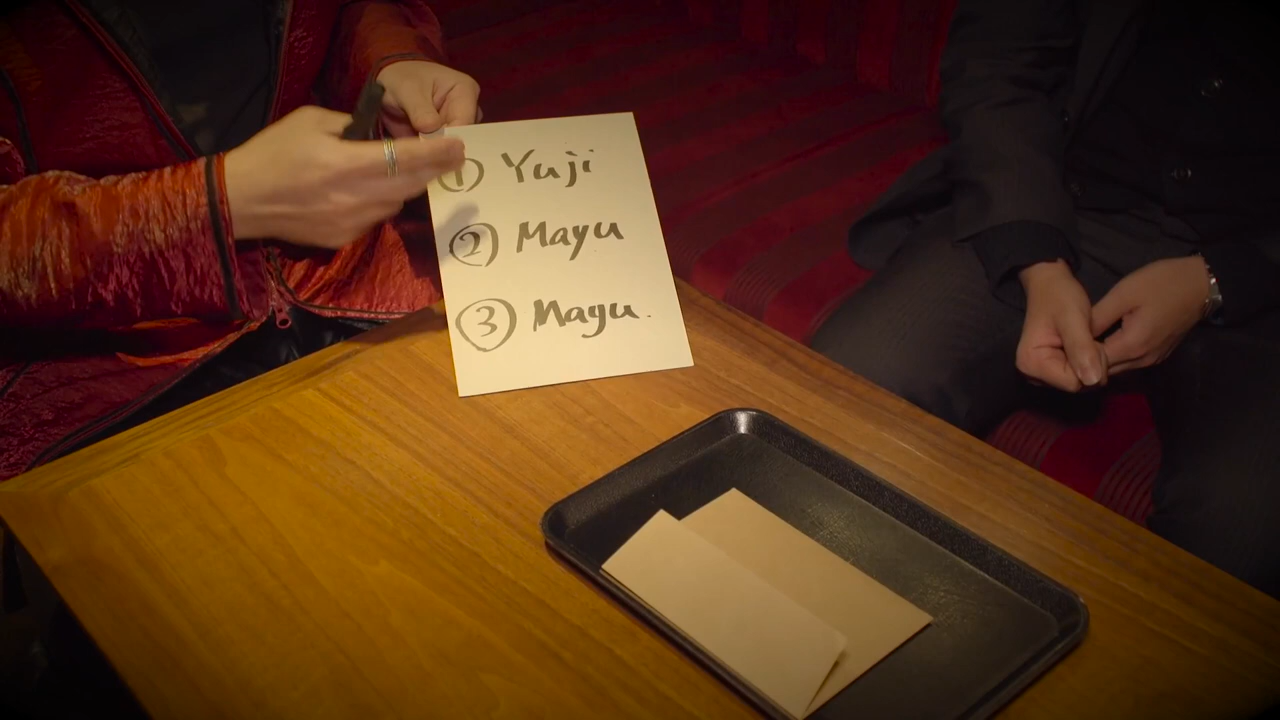 ① Yuji
② Mayu
③ Mayu.